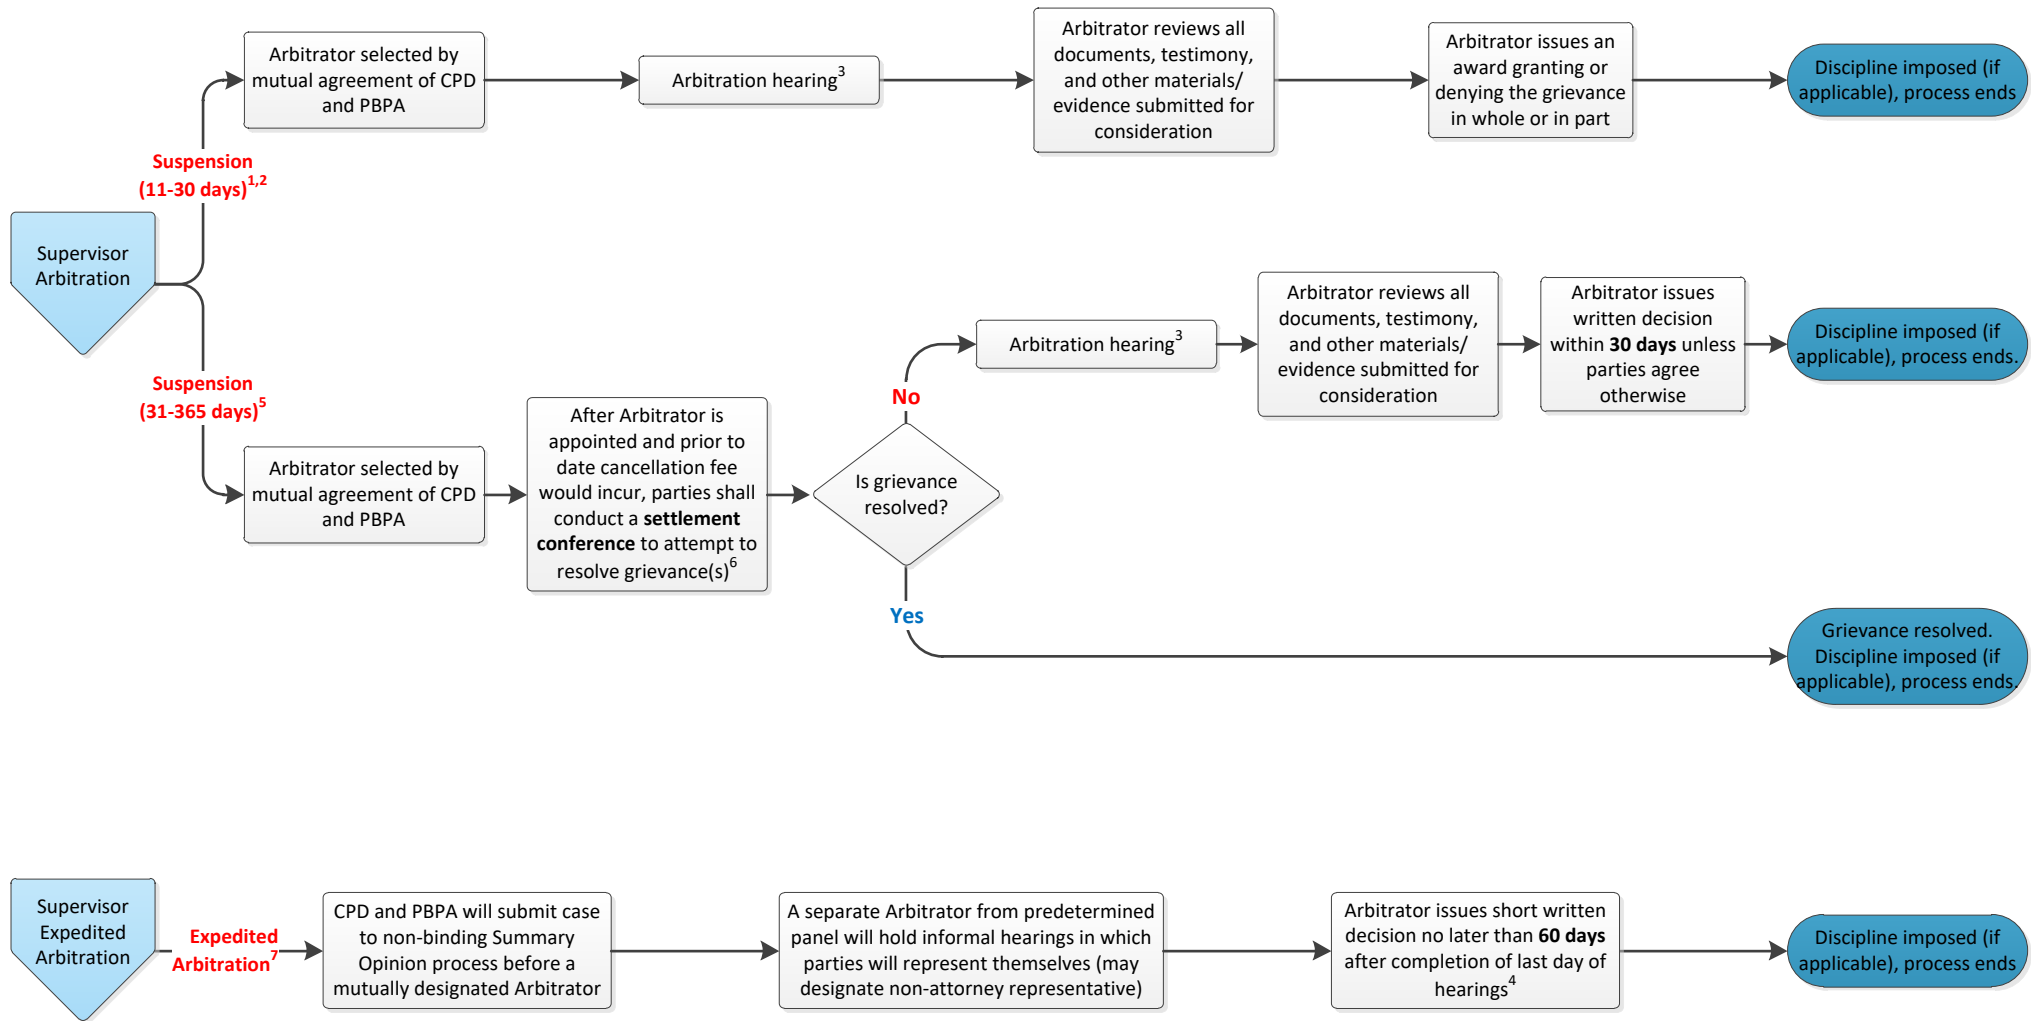 Arbitrator selected by
mutual agreement of CPD
and PBPA
Arbitration hearing3
Arbitrator reviews all
documents, testimony,
and other materials/
evidence submitted for
consideration
Arbitrator issues an
award granting or
denying the grievance
in whole or in part
Discipline imposed (if
applicable), process ends
Suspension
(11-30 days)1,2
Supervisor
Arbitration
Suspension
(31-365 days)5
Arbitrator selected by
mutual agreement of CPD
and PBPA
After Arbitrator is
appointed and prior to
date cancellation fee
would incur, parties shall
conduct a settlement
conference to attempt to
resolve grievance(s)6
Is grievance
resolved?
No
Arbitration hearing3
Arbitrator reviews all
documents, testimony,
and other materials/
evidence submitted for
consideration
Arbitrator issues
written decision
within 30 days unless
parties agree
otherwise
Discipline imposed (if
applicable), process ends.
Yes
Grievance resolved.
Discipline imposed (if
applicable), process ends.
Supervisor
Expedited
Arbitration
Expedited
Arbitration7
CPD and PBPA will submit case
to non-binding Summary
Opinion process before a
mutually designated Arbitrator
A separate Arbitrator from predetermined
panel will hold informal hearings in which
parties will represent themselves (may
designate non-attorney representative)
Arbitrator issues short written
decision no later than 60 days
after completion of last day of
hearings4
Discipline imposed (if
applicable), process ends